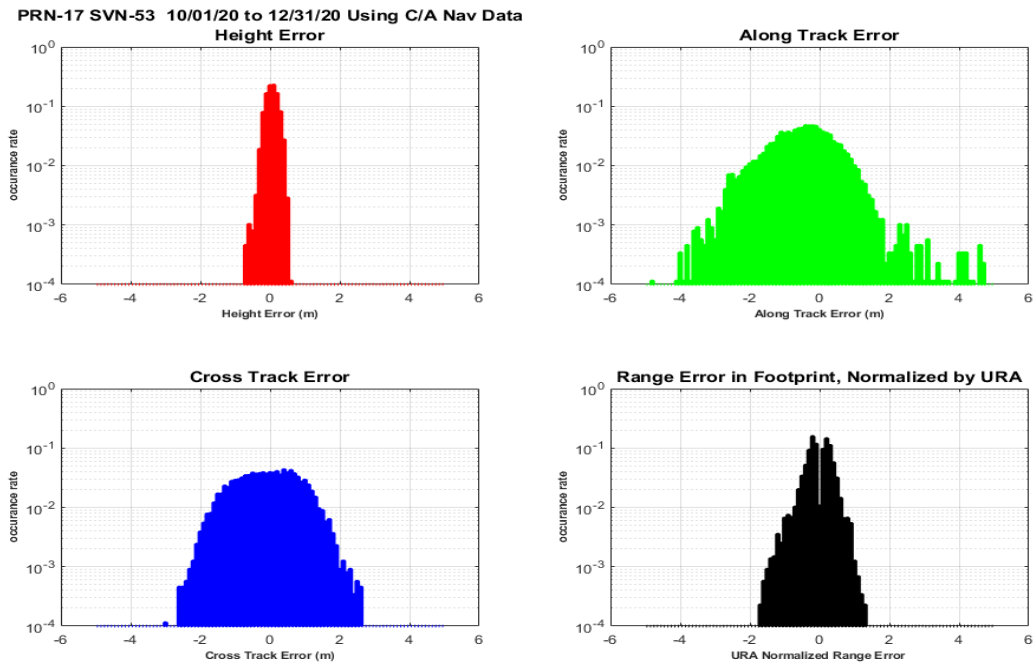 PRN-17 SVN-53 10/01/20 to 12/31/20 Using C/A Nav Data
Height Error
10^0
10^-1
10^-2
10^-3
10^-4
occurance rate
-6 -4 -2 0 2 4 6
Height Error (m)
Along Track Error
10^0
10^-1
10^-2
10^-3
10^-4
occurance rate
-6 -4 -2 0 2 4 6
Along Track Error (m)
Cross Track Error
10^0
10^-1
10^-2
10^-3
10^-4
occurance rate
-6 -4 -2 0 2 4 6
Cross Track Error (m)
Range Error in Footprint, Normalized by URA
10^0
10^-1
10^-2
10^-3
10^-4
occurance rate
-6 -4 -2 0 2 4 6
URA Normalized Range Error